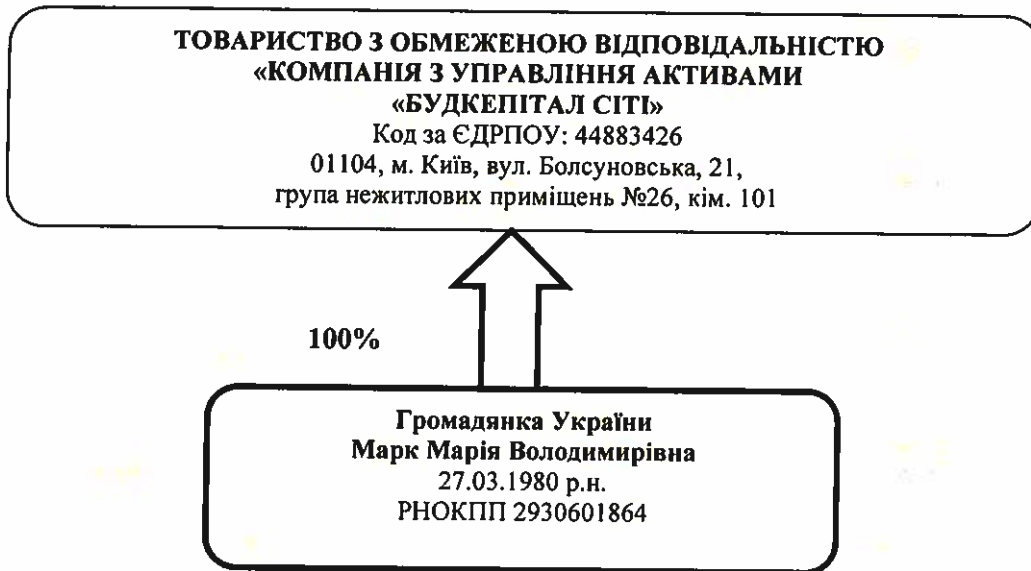 ТОВАРИСТВО З ОБМЕЖЕНОЮ ВІДПОВІДАЛЬНІСТЮ
«КОМПАНІЯ З УПРАВЛІННЯ АКТИВАМИ
«БУДКЕПІТАЛ СІТІ»
Код за ЄДРПОУ: 44883426
01104, м. Київ, вул. Болсуновська, 21,
група нежитлових приміщень №26, кім. 101
100%
Громадянка України
Марк Марія Володимирівна
27.03.1980 р.н.
РНОКПП 2930601864